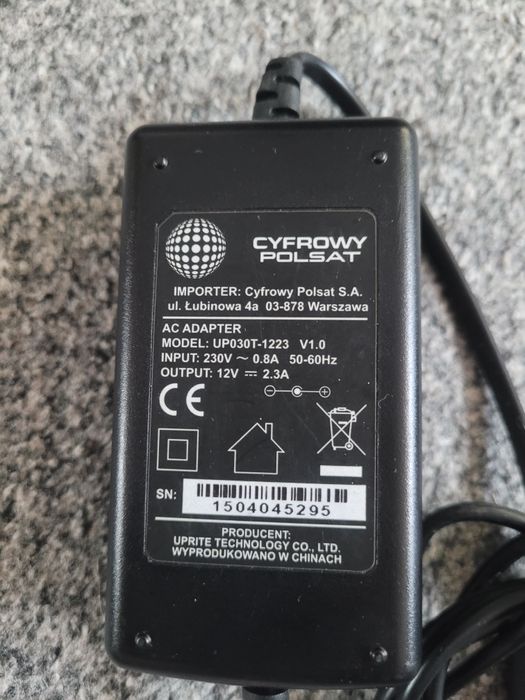 CYFROWY
POLSAT
IMPORTER: Cyfrowy Polsat S.A.
ul. Łubinowa 4a 03-878 Warszawa
AC ADAPTER
MODEL: UP030T-1223 V1.0
INPUT: 230V ~ 0.8A 50-60Hz
OUTPUT: 12V ⎓ 2.3A
CE
SN:
1504045295
PRODUCENT:
UPRITE TECHNOLOGY CO., LTD.
WYPRODUKOWANO W CHINACH